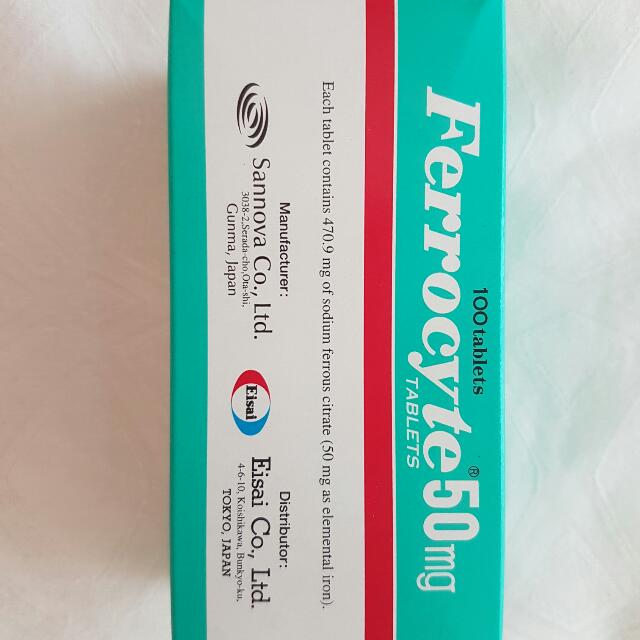 100 tablets
Ferrocyte® 50mg
TABLETS
Each tablet contains 470.9 mg of sodium ferrous citrate (50 mg as elemental iron).
Manufacturer:
Sannova Co., Ltd.
3038-2,Serada-cho,Ota-shi,
Gunma, Japan
Eisai
Distributor:
Eisai Co., Ltd.
4-6-10, Koishikawa, Bunkyo-ku,
TOKYO, JAPAN